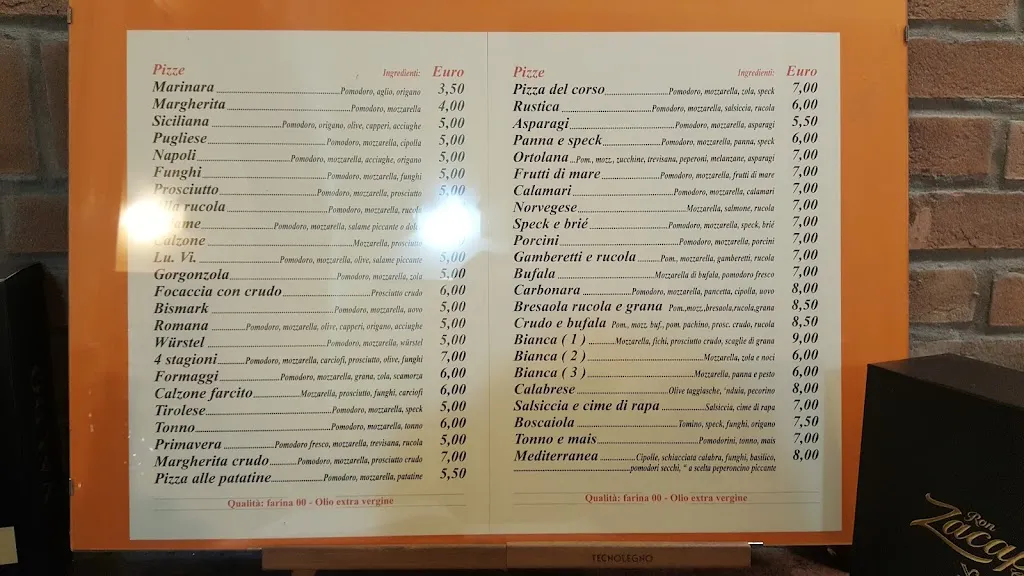 Pizze Ingredienti: Euro
Marinara Pomodoro, aglio, origano 3,50
Margherita Pomodoro, mozzarella 4,00
Siciliana Pomodoro, origano, olive, capperi, acciughe 5,00
Pugliese Pomodoro, mozzarella, cipolla 5,00
Napoli Pomodoro, mozzarella, acciughe, origano 5,00
Funghi Pomodoro, mozzarella, funghi 5,00
Prosciutto Pomodoro, mozzarella, prosciutto 5,00
rucola Pomodoro, mozzarella, rucola
Pomodoro, mozzarella, salame piccante o dolce
Calzone Mozzarella, prosciutto
Lu. Vi. Pomodoro, mozzarella, olive, salame piccante 5,00
Gorgonzola Pomodoro, mozzarella, zola 5,00
Focaccia con crudo Prosciutto crudo 6,00
Bismark Pomodoro, mozzarella, uovo 5,00
Romana Pomodoro, mozzarella, olive, capperi, origano, acciughe 5,00
Würstel Pomodoro, mozzarella, würstel 5,00
4 stagioni Pomodoro, mozzarella, carciofi, prosciutto, olive, funghi 7,00
Formaggi Pomodoro, mozzarella, grana, zola, scamorza 6,00
Calzone farcito Mozzarella, prosciutto, funghi, carciofi 6,00
Tirolese Pomodoro, mozzarella, speck 5,00
Tonno Pomodoro, mozzarella, tonno 6,00
Primavera Pomodoro fresco, mozzarella, trevisana, rucola 5,00
Margherita crudo Pomodoro, mozzarella, prosciutto crudo 7,00
Pizza alle patatine Pomodoro, mozzarella, patatine 5,50
Qualità: farina 00 - Olio extra vergine
Pizze Ingredienti: Euro
Pizza del corso Pomodoro, mozzarella, zola, speck 7,00
Rustica Pomodoro, mozzarella, salsiccia, rucola 6,00
Asparagi Pomodoro, mozzarella, asparagi 5,50
Panna e speck Pomodoro, mozzarella, panna, speck 6,00
Ortolana Pom., mozz., zucchine, trevisana, peperoni, melanzane, asparagi 7,00
Frutti di mare Pomodoro, mozzarella, frutti di mare 7,00
Calamari Pomodoro, mozzarella, calamari 7,00
Norvegese Mozzarella, salmone, rucola 7,00
Speck e brié Pomodoro, mozzarella, speck, brié 7,00
Porcini Pomodoro, mozzarella, porcini 7,00
Gamberetti e rucola Pom., mozzarella, gamberetti, rucola 7,00
Bufala Mozzarella di bufala, pomodoro fresco 7,00
Carbonara Pomodoro, mozzarella, pancetta, cipolla, uovo 8,00
Bresaola rucola e grana Pom.,mozz.,bresaola,rucola,grana 8,50
Crudo e bufala Pom., mozz. buf., pom. pachino, prosc. crudo, rucola 8,50
Bianca ( 1 ) Mozzarella, fichi, prosciutto crudo, scaglie di grana 9,00
Bianca ( 2 ) Mozzarella, zola e noci 6,00
Bianca ( 3 ) Mozzarella, panna e pesto 6,00
Calabrese Olive taggiasche, 'nduia, pecorino 8,00
Salsiccia e cime di rapa Salsiccia, cime di rapa 7,00
Boscaiola Tomino, speck, funghi, origano 7,50
Tonno e mais Pomodorini, tonno, mais 7,00
Mediterranea Cipolle, schiacciata calabra, funghi, basilico, 8,00
pomodori secchi, * a scelta peperoncino piccante
Qualità: farina 00 - Olio extra vergine
TECNOLEGNO
Ron